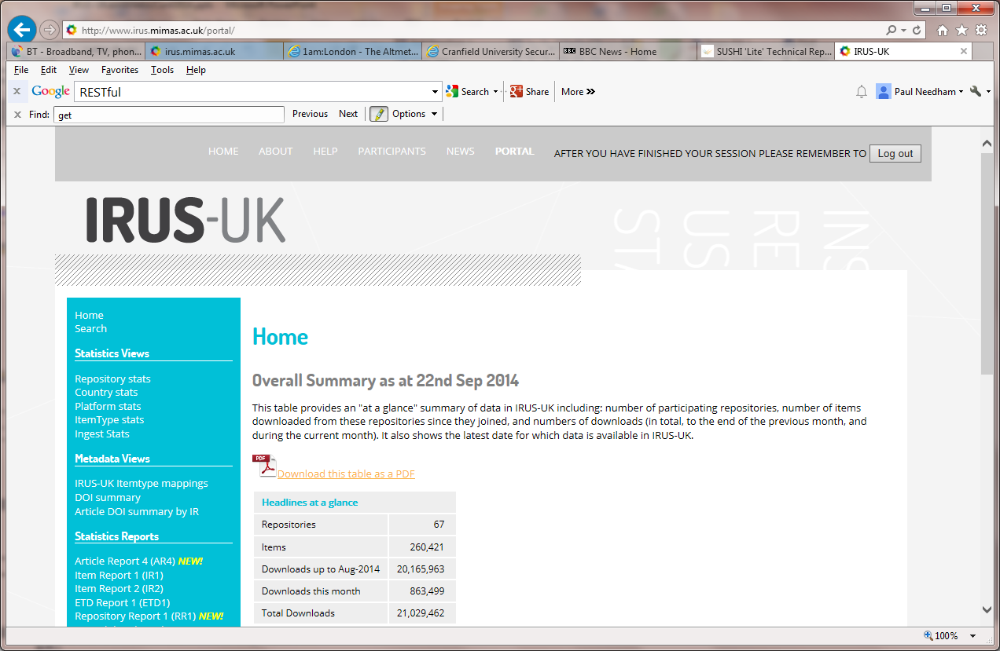 http://www.irus.mimas.ac.uk/portal/
BT - Broadband, TV, phon...
irus.mimas.ac.uk
1am:London - The Altmet...
Cranfield University Secur...
BBC BBC News - Home
SUSHI 'Lite' Technical Rep...
IRUS-UK
File Edit View Favorites Tools Help
x Google RESTful Search Share More »
Paul Needham
x Find: get Previous Next Options
HOME ABOUT HELP PARTICIPANTS NEWS PORTAL AFTER YOU HAVE FINISHED YOUR SESSION PLEASE REMEMBER TO Log out
IRUS-UK
INS
RE
US
ST
Home
Search
Statistics Views
Repository stats
Country stats
Platform stats
ItemType stats
Ingest Stats
Metadata Views
IRUS-UK Itemtype mappings
DOI summary
Article DOI summary by IR
Statistics Reports
Article Report 4 (AR4) NEW!
Item Report 1 (IR1)
Item Report 2 (IR2)
ETD Report 1 (ETD1)
Repository Report 1 (RR1) NEW!
Home
Overall Summary as at 22nd Sep 2014
This table provides an "at a glance" summary of data in IRUS-UK including: number of participating repositories, number of items
downloaded from these repositories since they joined, and numbers of downloads (in total, to the end of the previous month, and
during the current month). It also shows the latest date for which data is available in IRUS-UK.
PDF Download this table as a PDF
Headlines at a glance
Repositories 67
Items 260,421
Downloads up to Aug-2014 20,165,963
Downloads this month 863,499
Total Downloads 21,029,462
100%